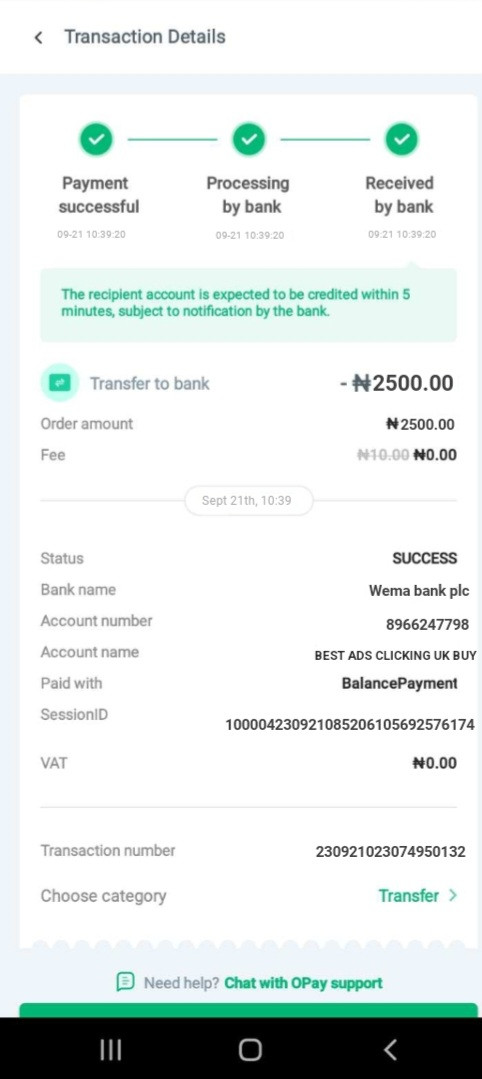 Transaction Details
Payment successful
Processing by bank
Received by bank
09-21 10:39:20
09-21 10:39:20
09:21 10:39:20
The recipient account is expected to be credited within 5
minutes, subject to notification by the bank.
Transfer to bank - ₦2500.00
Order amount ₦2500.00
Fee ₦10.00 ₦0.00
Sept 21th, 10:39
Status SUCCESS
Bank name Wema bank plc
Account number 8966247798
Account name BEST ADS CLICKING UK BUY
Paid with BalancePayment
SessionID 100004230921085206105692576174
VAT ₦0.00
Transaction number 230921023074950132
Choose category Transfer >
Need help? Chat with OPay support